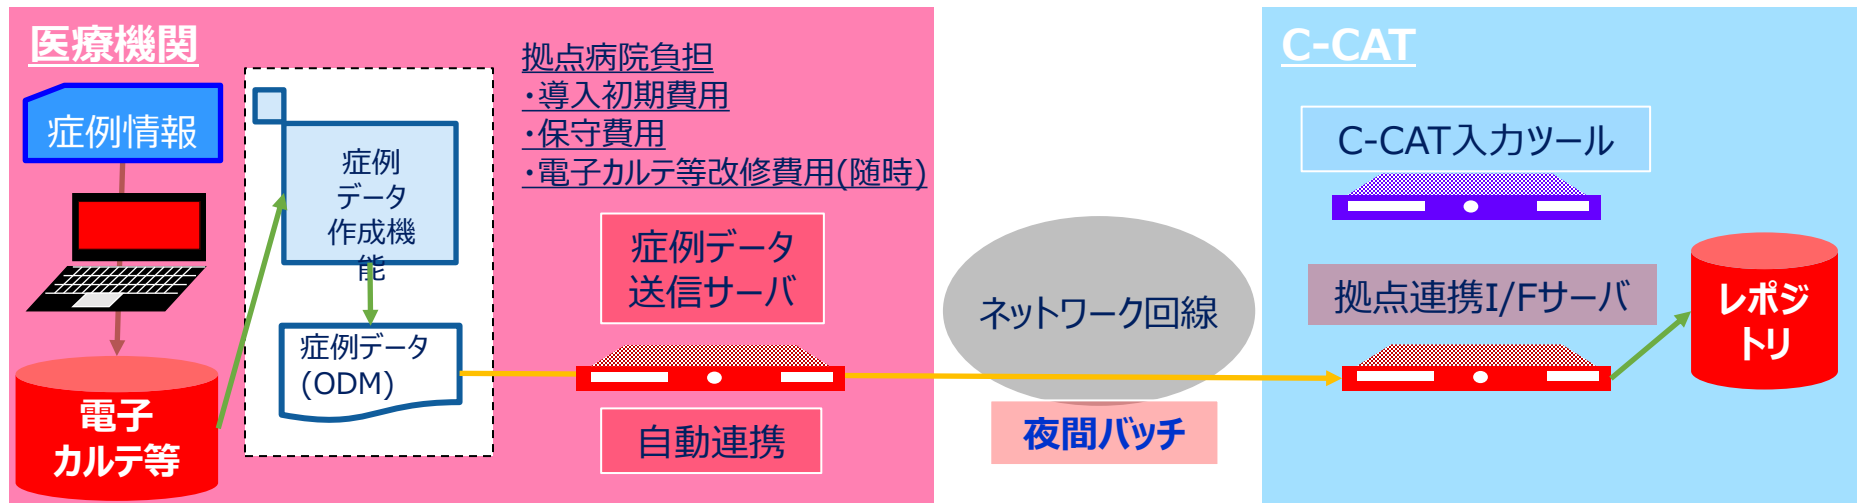 医療機関
症例情報
電子
カルテ等
症例
データ
作成機
能
症例データ
(ODM)
拠点病院負担
・導入初期費用
・保守費用
・電子カルテ等改修費用(随時)
症例データ
送信サーバ
自動連携
ネットワーク回線
夜間バッチ
C-CAT
C-CAT入力ツール
拠点連携I/Fサーバ
レポジ
トリ